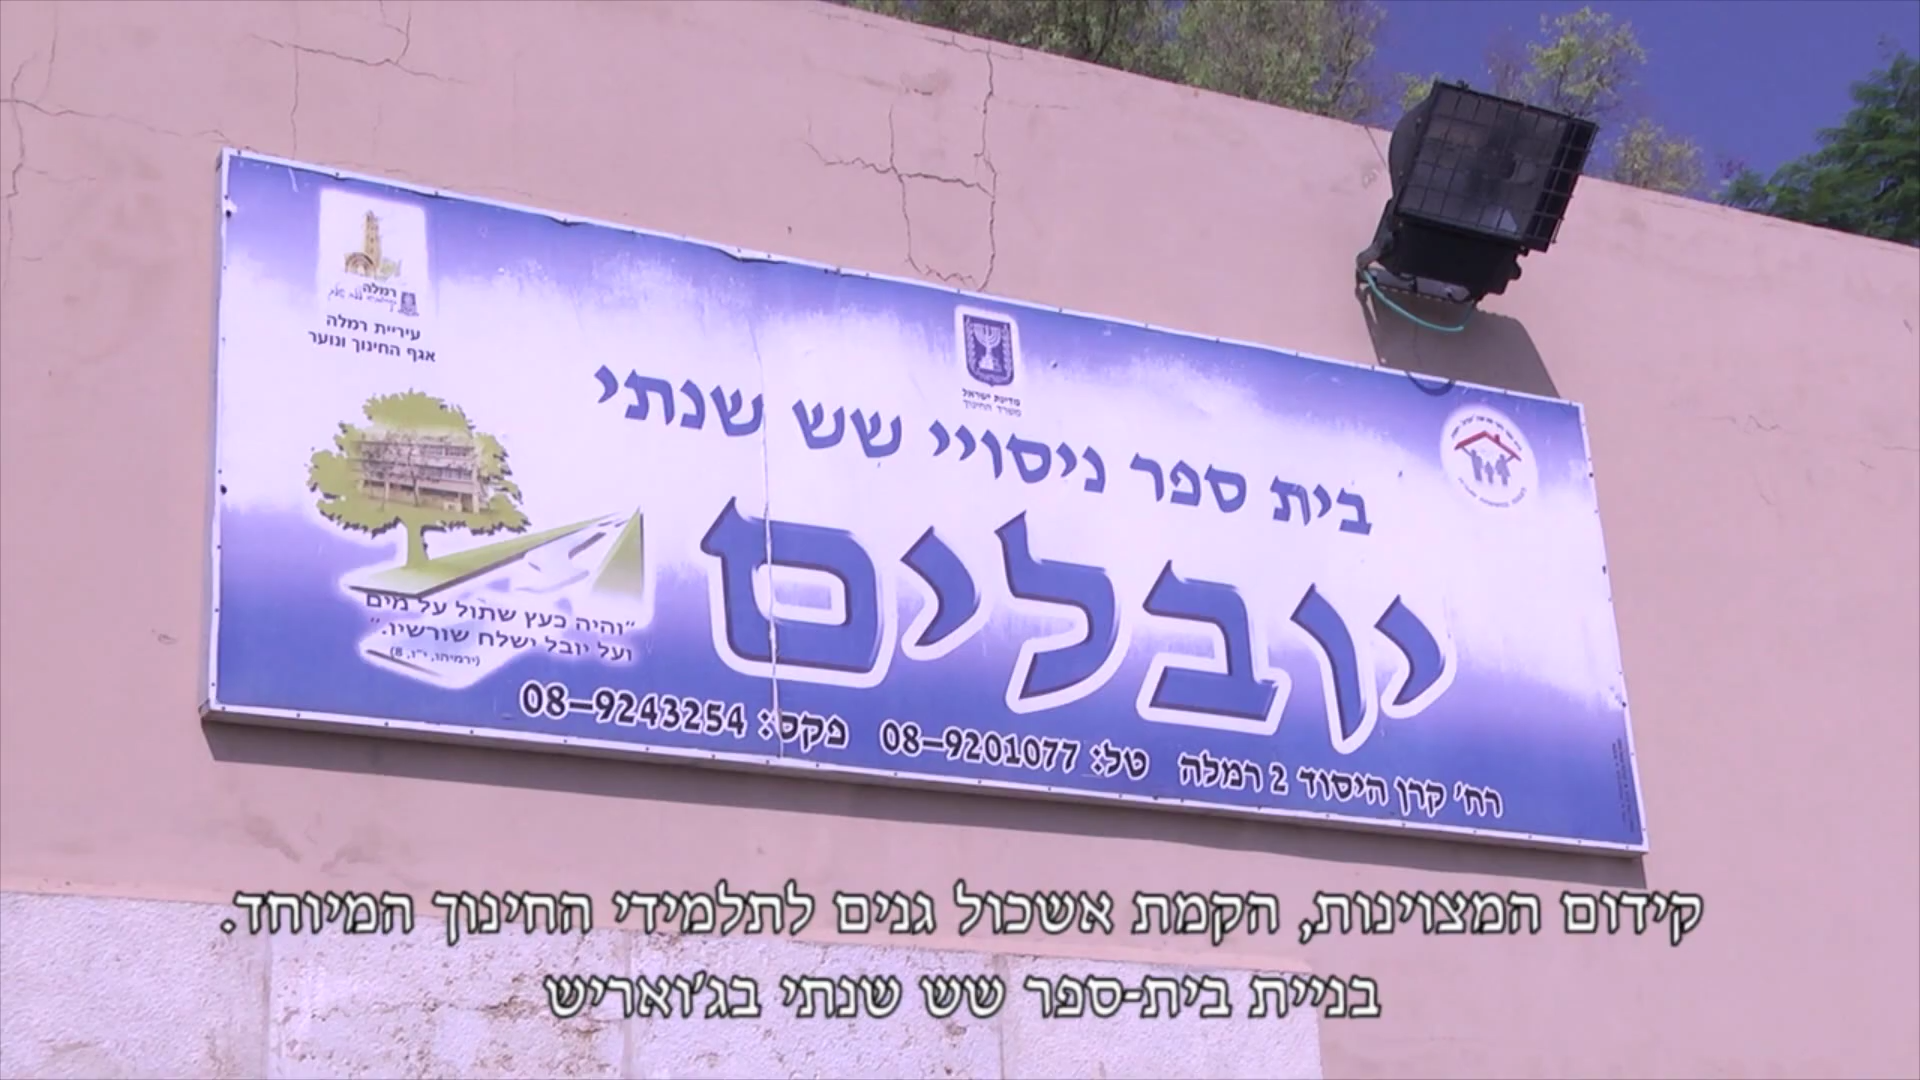 רמלה
עיריית רמלה
אגף החינוך ונוער
מדינת ישראל
משרד החינוך
בית ספר ניסויי שש שנתי
יובלים
"והיה כעץ שתול על מים
ועל יובל ישלח שורשיו."
(ירמיהו, י"ז, 8)
רח' קרן היסוד 2 רמלה טל: 08-9201077 פקס: 08-9243254
קידום המצוינות, הקמת אשכול גנים לתלמידי החינוך המיוחד.
בניית בית-ספר שש שנתי בג'ואריש